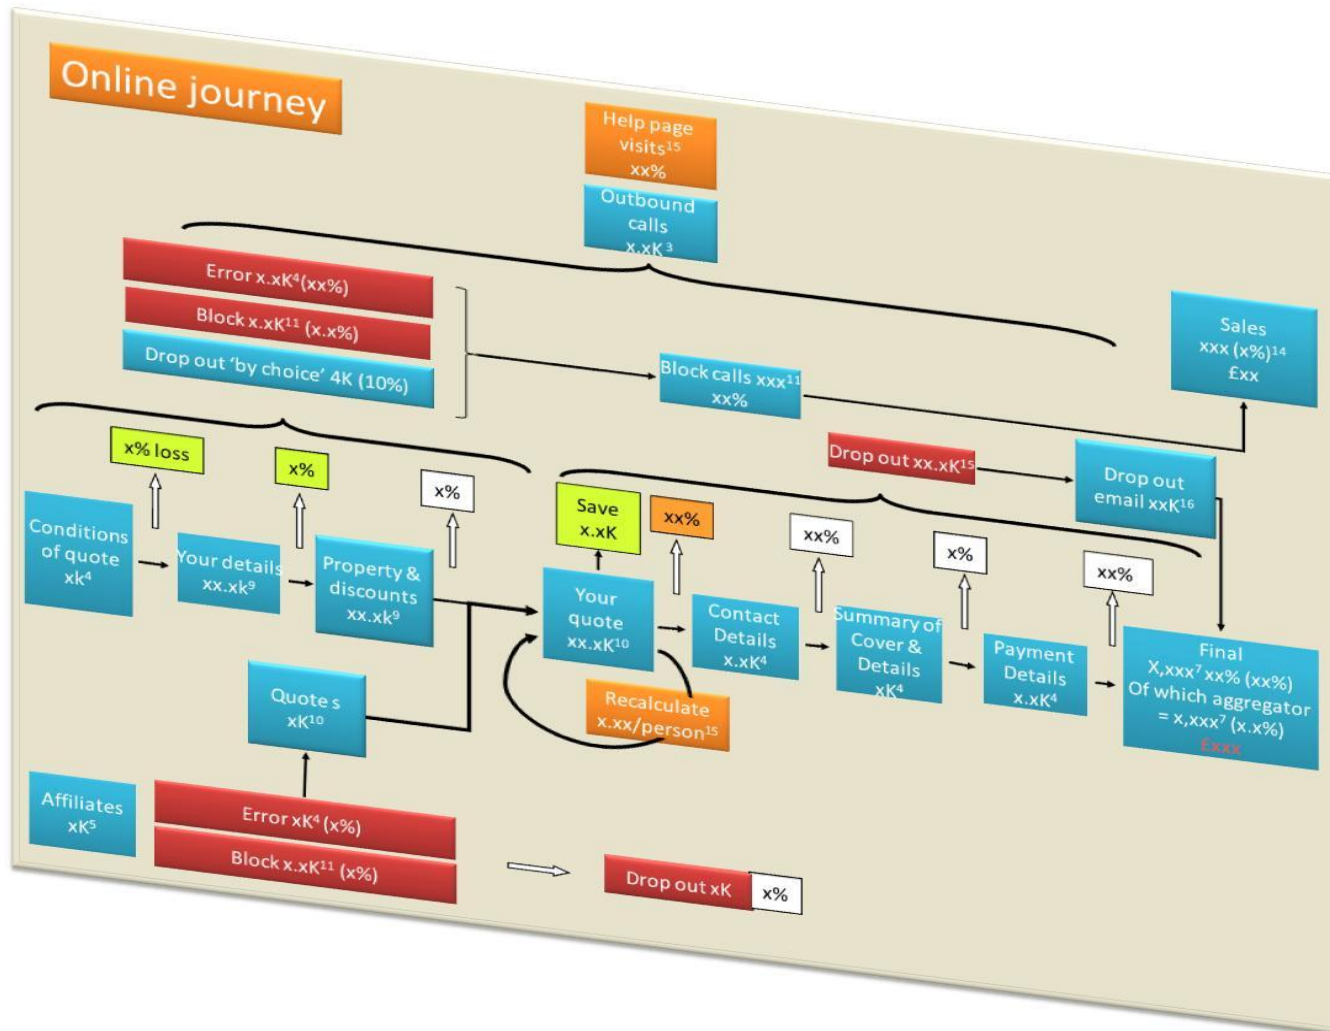 Online journey
Help page
visits¹⁵
xx%
Outbound
calls
x.xK³
Error x.xK⁴(xx%)
Block x.xK¹¹ (x.x%)
Drop out ‘by choice’ 4K (10%)
Block calls xxx¹¹
xx%
Sales
xxx (x%)¹⁴
£xx
Drop out xx.xK¹⁵
Drop out
email xxK¹⁶
x% loss
x%
x%
Save
x.xK
xx%
xx%
x%
xx%
Conditions
of quote
xk⁴
Your details
xx.xk⁹
Property &
discounts
xx.xk⁹
Your
quote
xx.xK¹⁰
Contact
Details
x.xK⁴
Summary of
Cover &
Details
xK⁴
Payment
Details
x.xK⁴
Final
X,xxx⁷ xx% (xx%)
Of which aggregator
= x,xxx⁷ (x.x%)
£xxx
Quote s
xK¹⁰
Recalculate
x.xx/person¹⁵
Affiliates
xK⁵
Error xK⁴ (x%)
Block x.xK¹¹ (x%)
Drop out xK
x%